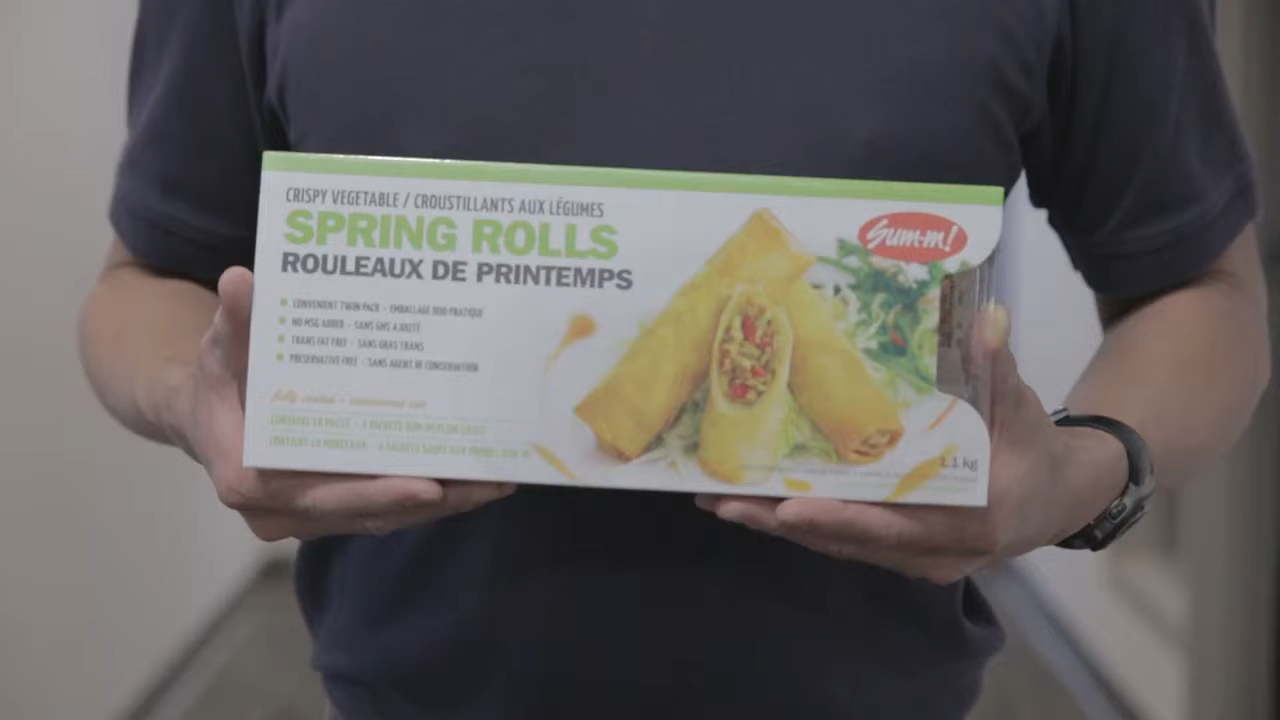 CRISPY VEGETABLE / CROUSTILLANTS AUX LÉGUMES
SPRING ROLLS
ROULEAUX DE PRINTEMPS
CONVENIENT TWIN PACK - EMBALLAGE DUO PRATIQUE
NO MSG ADDED - SANS GMS AJOUTÉ
TRANS FAT FREE - SANS GRAS TRANS
PRESERVATIVE FREE - SANS AGENT DE CONSERVATION
fully cooked -
Summ!
1.1 kg